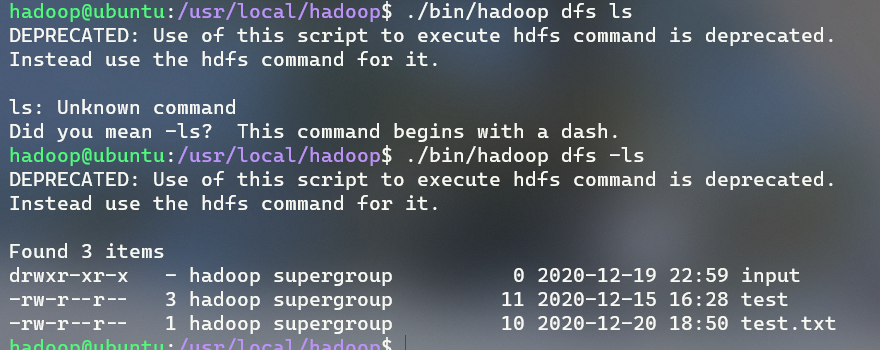 hadoop@ubuntu:/usr/local/hadoop$ ./bin/hadoop dfs ls
DEPRECATED: Use of this script to execute hdfs command is deprecated.
Instead use the hdfs command for it.
ls: Unknown command
Did you mean -ls?  This command begins with a dash.
hadoop@ubuntu:/usr/local/hadoop$ ./bin/hadoop dfs -ls
DEPRECATED: Use of this script to execute hdfs command is deprecated.
Instead use the hdfs command for it.
Found 3 items
drwxr-xr-x   - hadoop supergroup          0 2020-12-19 22:59 input
-rw-r--r--   3 hadoop supergroup         11 2020-12-15 16:28 test
-rw-r--r--   1 hadoop supergroup         10 2020-12-20 18:50 test.txt
hadoop@ubuntu:/usr/local/hadoop$